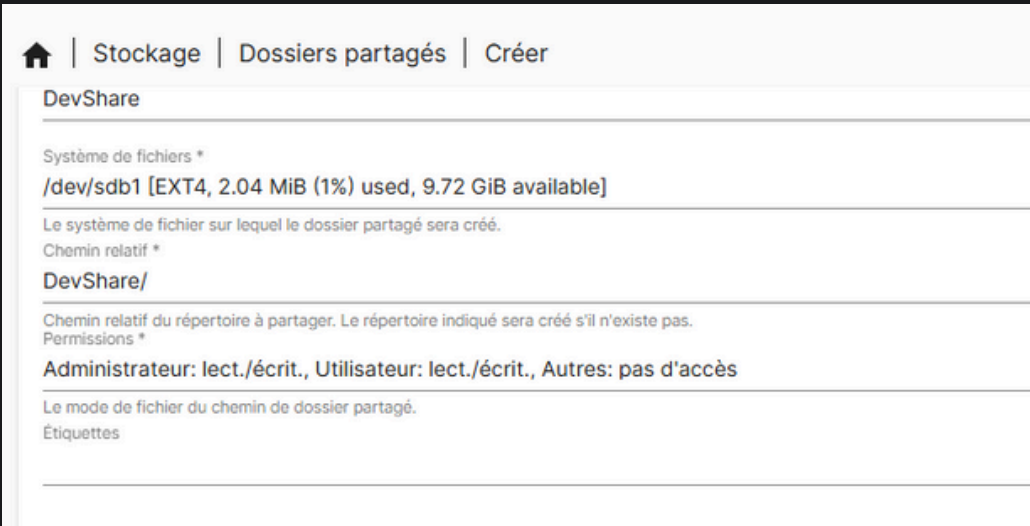 Stockage | Dossiers partagés | Créer
DevShare
Système de fichiers *
/dev/sdb1 [EXT4, 2.04 MiB (1%) used, 9.72 GiB available]
Le système de fichier sur lequel le dossier partagé sera créé.
Chemin relatif *
DevShare/
Chemin relatif du répertoire à partager. Le répertoire indiqué sera créé s'il n'existe pas.
Permissions *
Administrateur: lect./écrit., Utilisateur: lect./écrit., Autres: pas d'accès
Le mode de fichier du chemin de dossier partagé.
Étiquettes